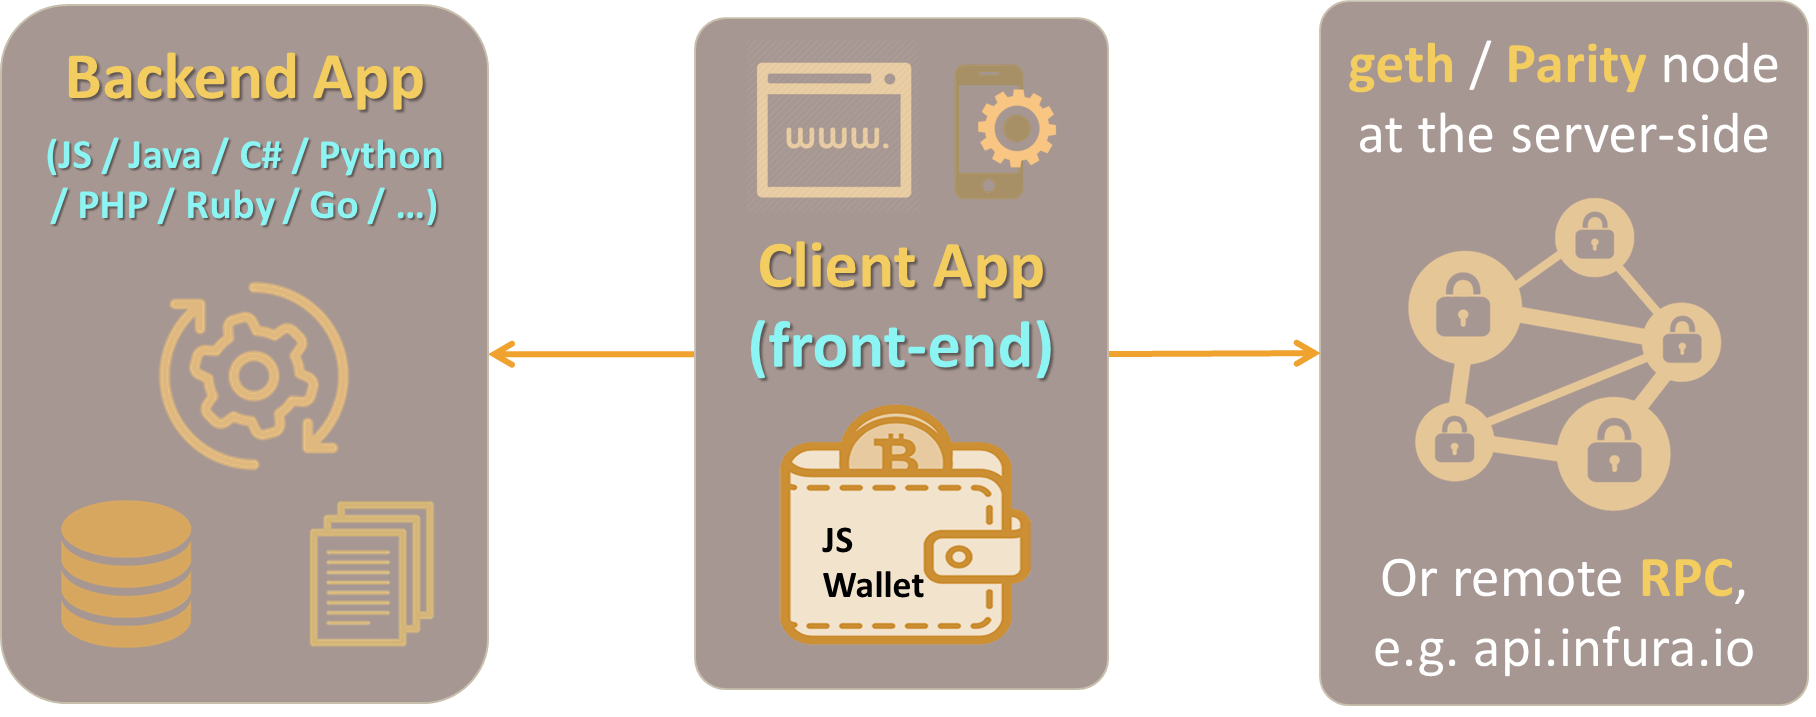 Backend App
(JS / Java / C# / Python
/ PHP / Ruby / Go / ...)
www.
Client App
(front-end)
B
JS
Wallet
geth / Parity node
at the server-side
Or remote RPC,
e.g. api.infura.io